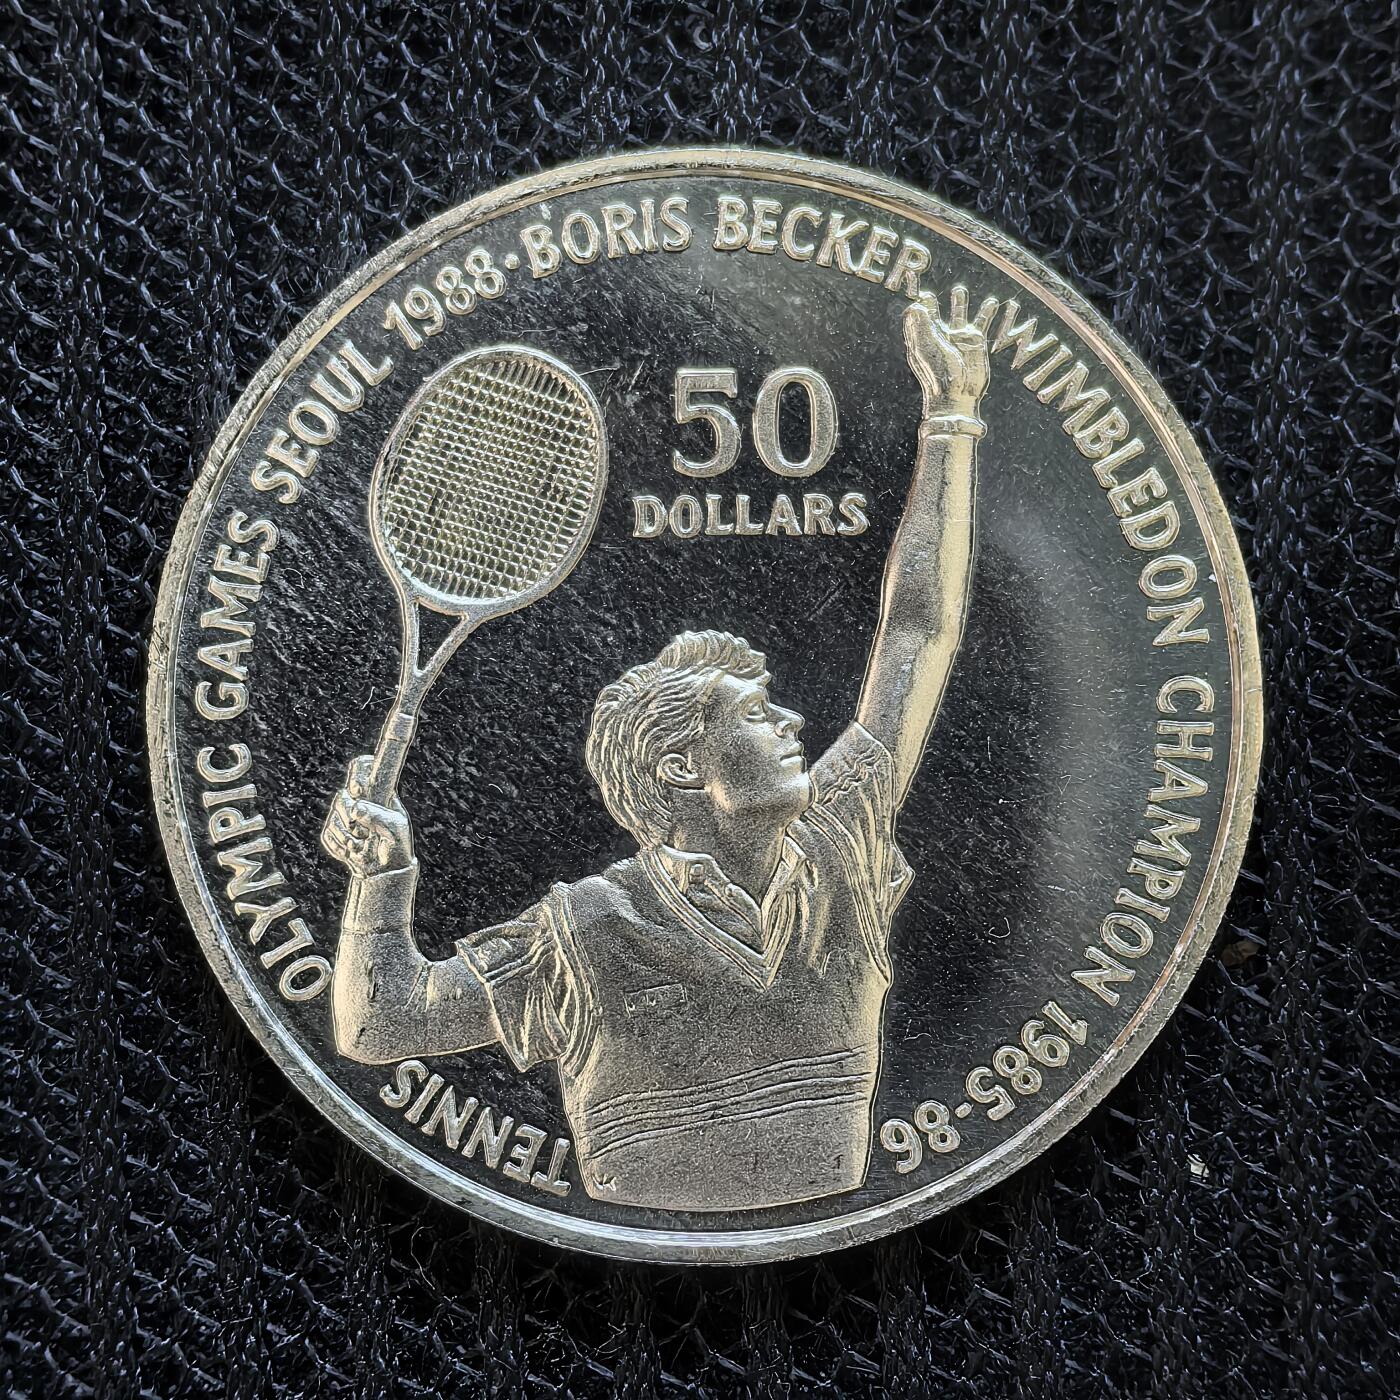 TENNIS OLYMPIC GAMES SEOUL 1988 · BORIS BECKER WIMBLEDON CHAMPION 1985-86
50
DOLLARS